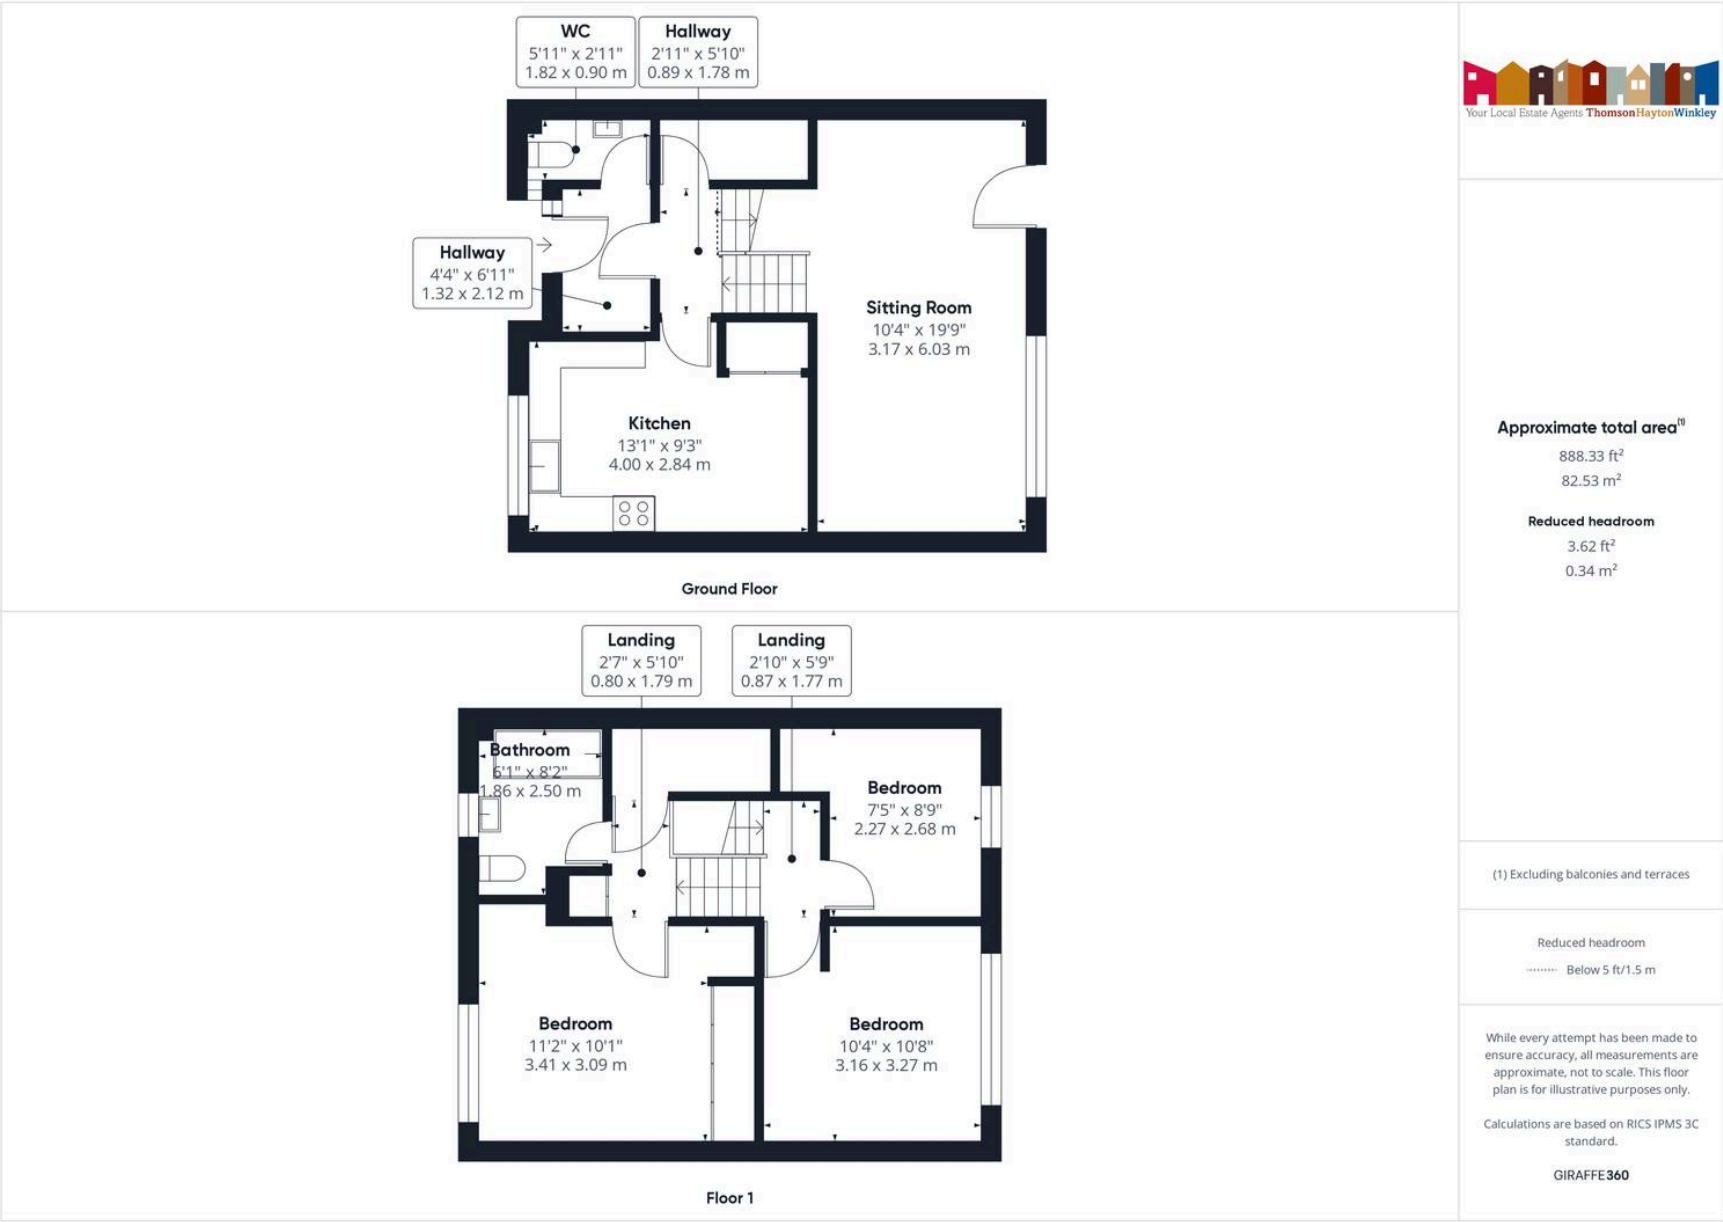 WC
5'11" x 2'11"
1.82 x 0.90 m
Hallway
2'11" x 5'10"
0.89 x 1.78 m
Hallway
4'4" x 6'11"
1.32 x 2.12 m
Sitting Room
10'4" x 19'9"
3.17 x 6.03 m
Kitchen
13'1" x 9'3"
4.00 x 2.84 m
Ground Floor
Landing
2'7" x 5'10"
0.80 x 1.79 m
Landing
2'10" x 5'9"
0.87 x 1.77 m
Bathroom
6'1" x 8'2"
1.86 x 2.50 m
Bedroom
7'5" x 8'9"
2.27 x 2.68 m
Bedroom
11'2" x 10'1"
3.41 x 3.09 m
Bedroom
10'4" x 10'8"
3.16 x 3.27 m
Floor 1
Your Local Estate Agents ThomsonHaytonWinkley
Approximate total area(1)
888.33 ft²
82.53 m²
Reduced headroom
3.62 ft²
0.34 m²
(1) Excluding balconies and terraces
Reduced headroom
Below 5 ft/1.5 m
While every attempt has been made to
ensure accuracy, all measurements are
approximate, not to scale. This floor
plan is for illustrative purposes only.
Calculations are based on RICS IPMS 3C
standard.
GIRAFFE360